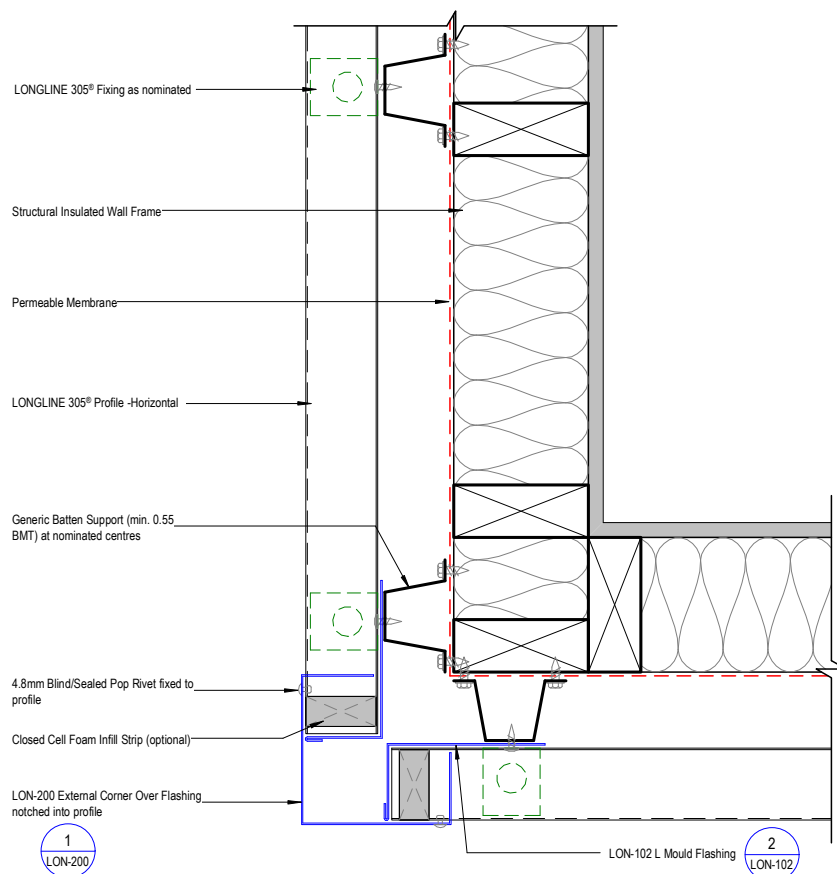 LONGLINE 305® Fixing as nominated
Structural Insulated Wall Frame
Permeable Membrane
LONGLINE 305® Profile -Horizontal
Generic Batten Support (min. 0.55
BMT) at nominated centres
4.8mm Blind/Sealed Pop Rivet fixed to
profile
Closed Cell Foam Infill Strip (optional)
LON-200 External Corner Over Flashing
notched into profile
1
LON-200
LON-102 L Mould Flashing
2
LON-102